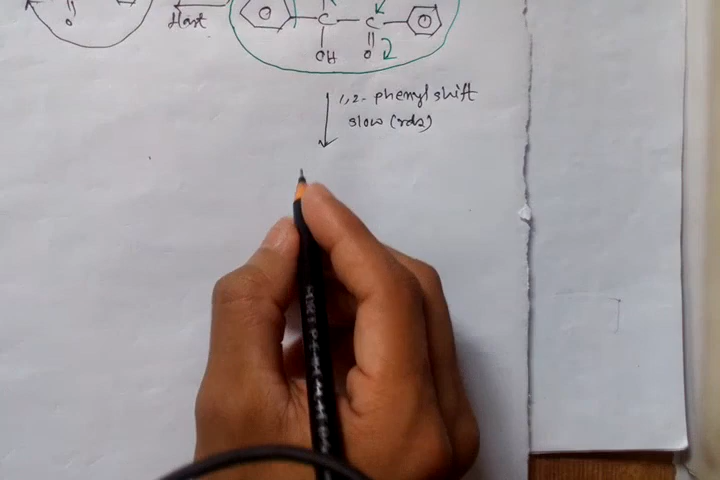 fast
C C
O
OH O
1,2- phenyl shift
slow (rds)